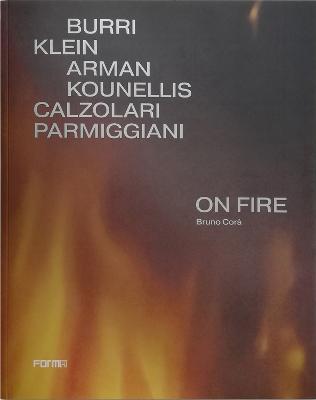 BURRI
KLEIN
ARMAN
KOUNELLIS
CALZOLARI
PARMIGGIANI
ON FIRE
Bruno Corà
FORMA